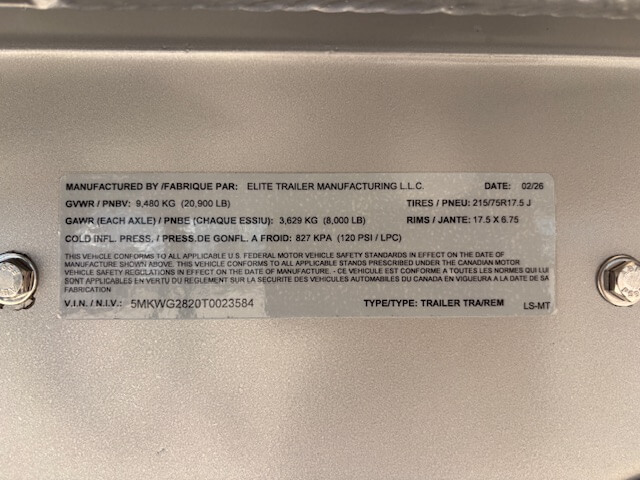 MANUFACTURED BY /FABRIQUE PAR: ELITE TRAILER MANUFACTURING L.L.C. DATE: 02/26
GVWR / PNBV: 9,480 KG (20,900 LB) TIRES / PNEU: 215/75R17.5 J
GAWR (EACH AXLE) / PNBE (CHAQUE ESSIU): 3,629 KG (8,000 LB) RIMS / JANTE: 17.5 X 6.75
COLD INFL. PRESS. / PRESS.DE GONFL. A FROID: 827 KPA (120 PSI / LPC)
THIS VEHICLE CONFORMS TO ALL APPLICABLE U.S. FEDERAL MOTOR VEHICLE SAFETY STANDARDS IN EFFECT ON THE DATE OF
MANUFACTURE SHOWN ABOVE. THIS VEHICLE CONFORMS TO ALL APPLICABLE STANDARDS PRESCRIBED UNDER THE CANADIAN MOTOR
VEHICLE SAFETY REGULATIONS IN EFFECT ON THE DATE OF MANUFACTURE. - CE VEHICULE EST CONFORME A TOUTES LES NORMES QUI LUI
SONT APPLICABLES EN VERTU DU REGLEMENT SUR LA SECURITE DES VEHICULES AUTOMOBILES DU CANADA EN VIGUEURA LA DATE DE SA
FABRICATION
V.I.N. / N.I.V.: 5MKWG2820T0023584 TYPE/TYPE: TRAILER TRA/REM LS-MT